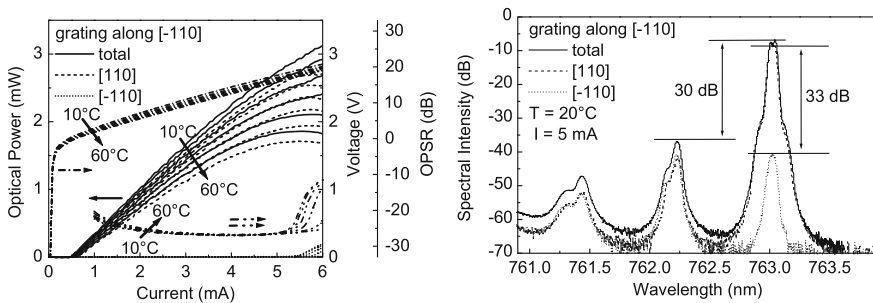 grating along [-110]
total
[110]
[-110]
10°C
60°C
10°C
60°C
60°C
10°C
Optical Power (mW)
0
1
2
3
Current (mA)
0
1
2
3
4
5
6
Voltage (V)
0
1
2
3
OPSR (dB)
30
20
10
0
-10
-20
-30
grating along [-110]
total
[110]
[-110]
T = 20°C
I = 5 mA
30 dB
33 dB
Spectral Intensity (dB)
0
-10
-20
-30
-40
-50
-60
-70
761.0
761.5
762.0
762.5
763.0
763.5
Wavelength (nm)